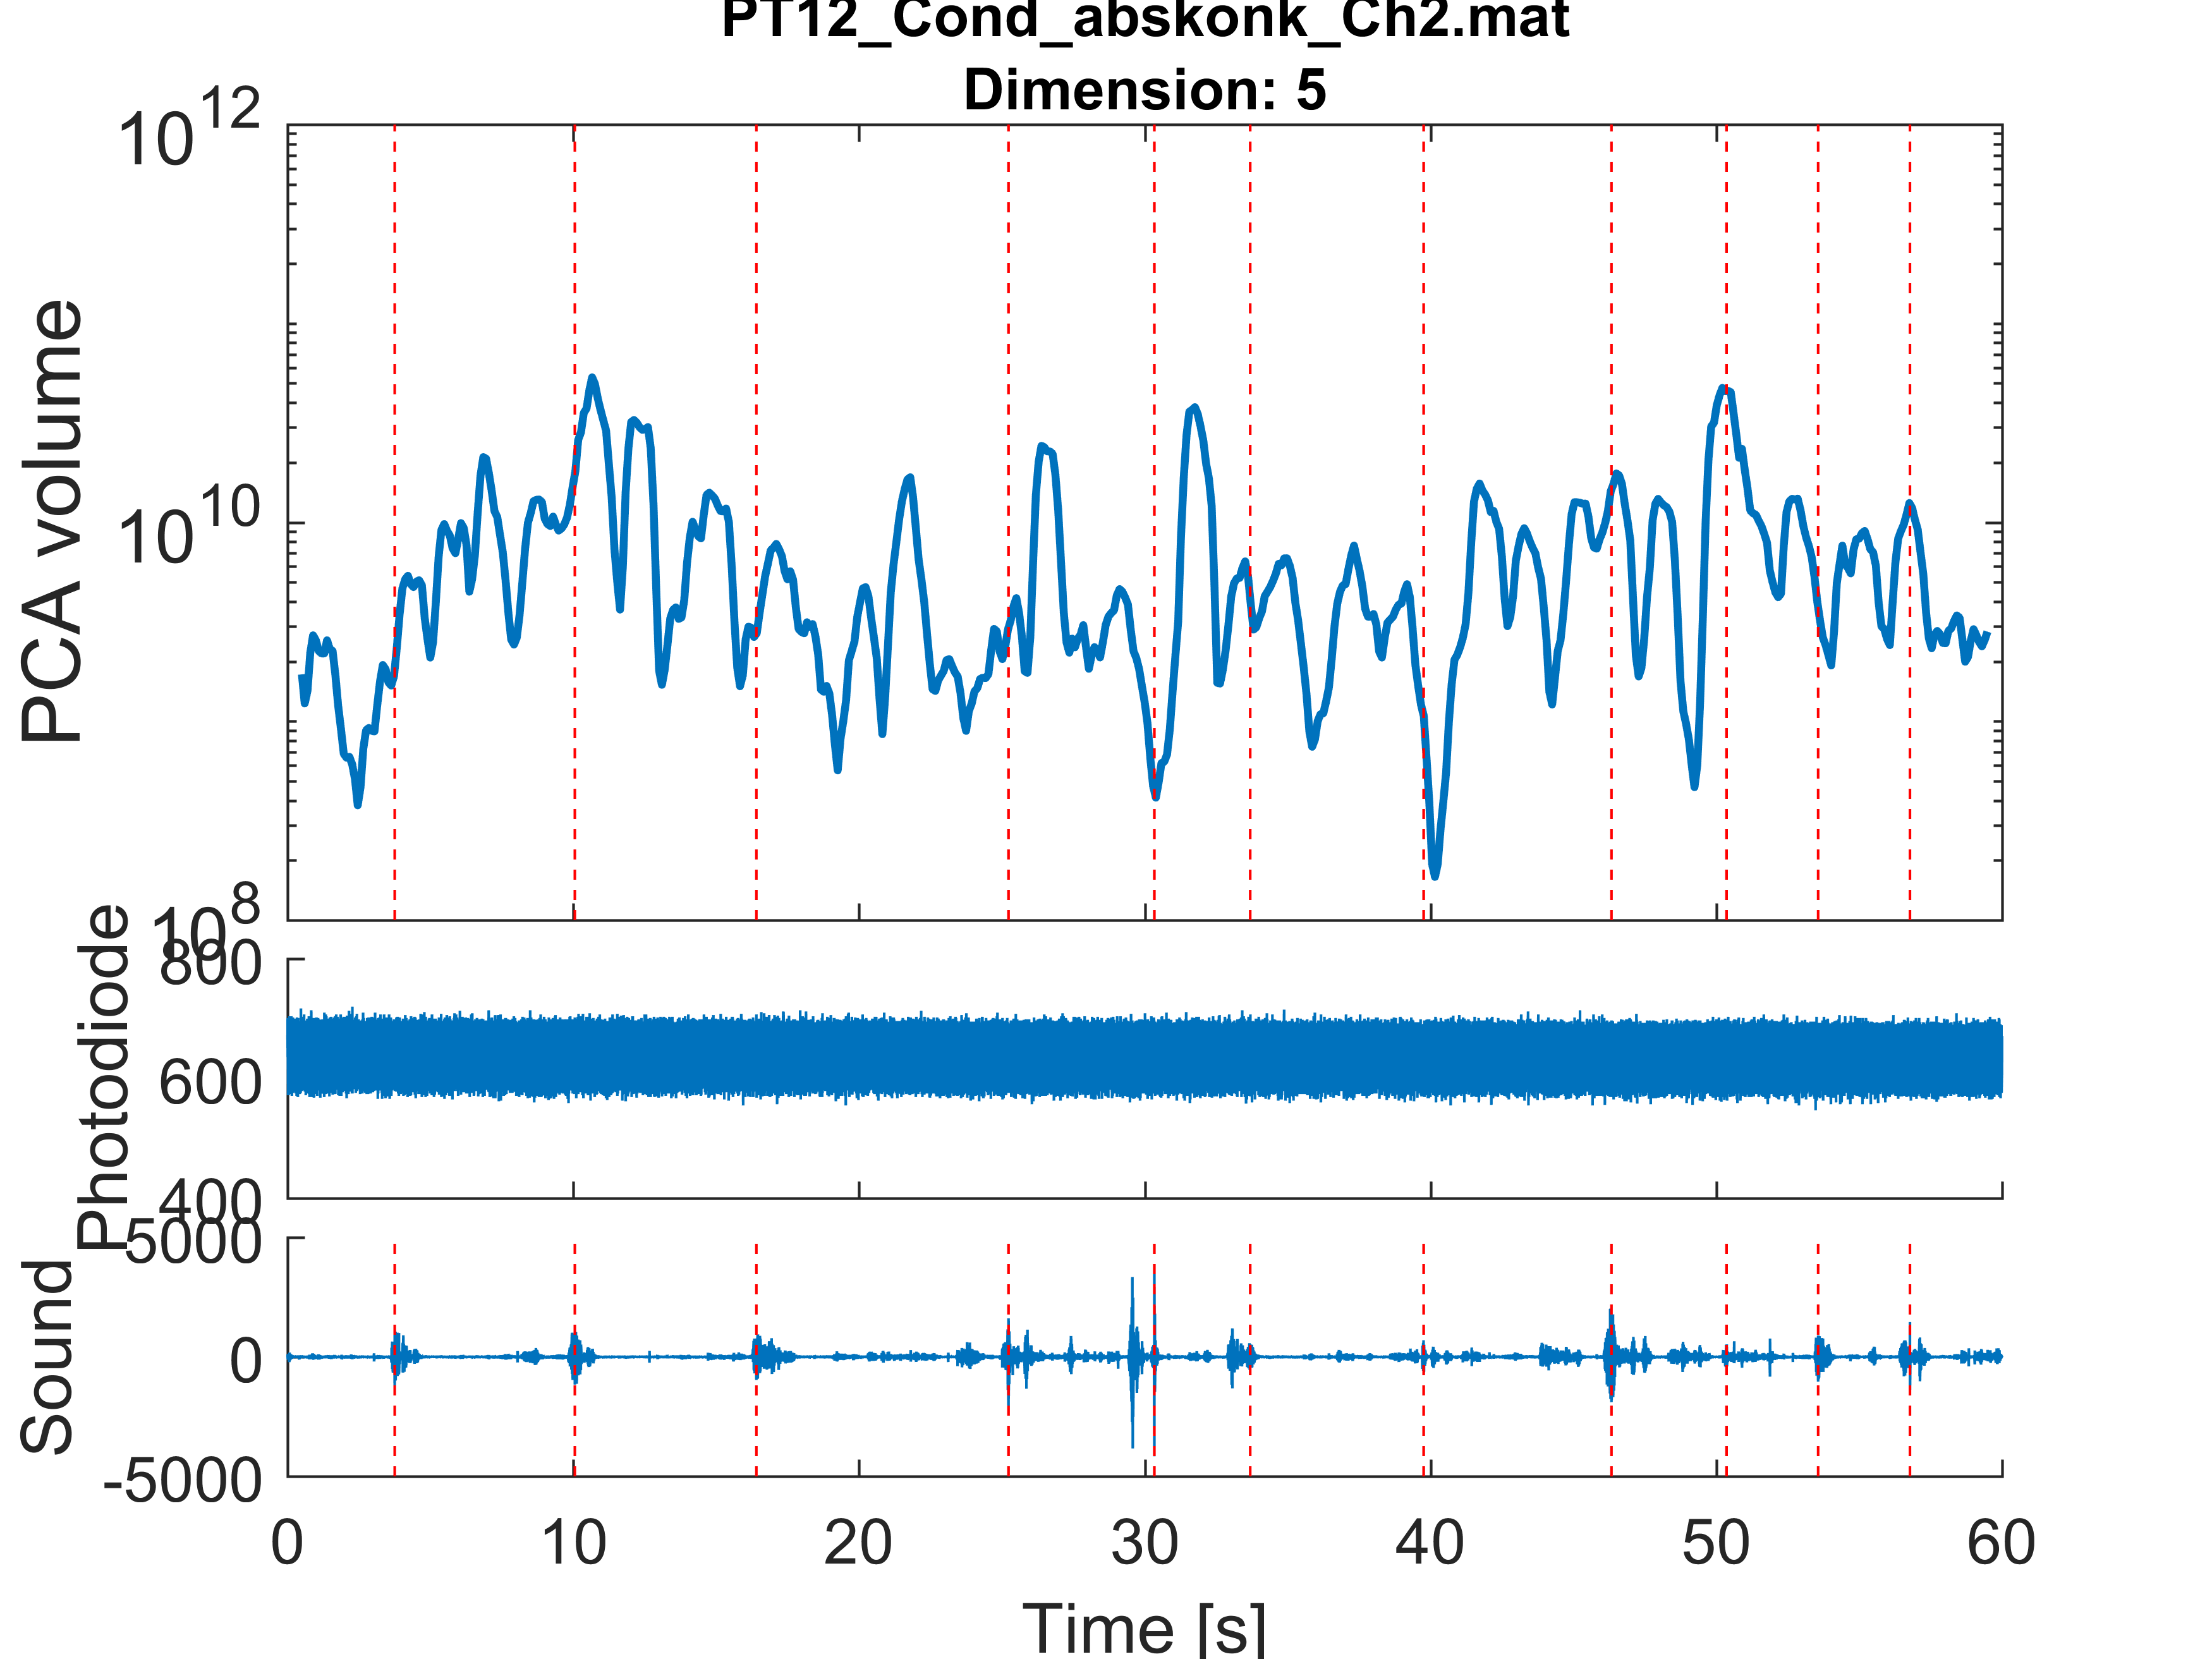 PT12_Cond_abskonk_Ch2.mat
Dimension: 5
10^12
10^10
10^8
PCA volume
800
600
400
Photodiode
5000
0
-5000
Sound
0 10 20 30 40 50 60
Time [s]